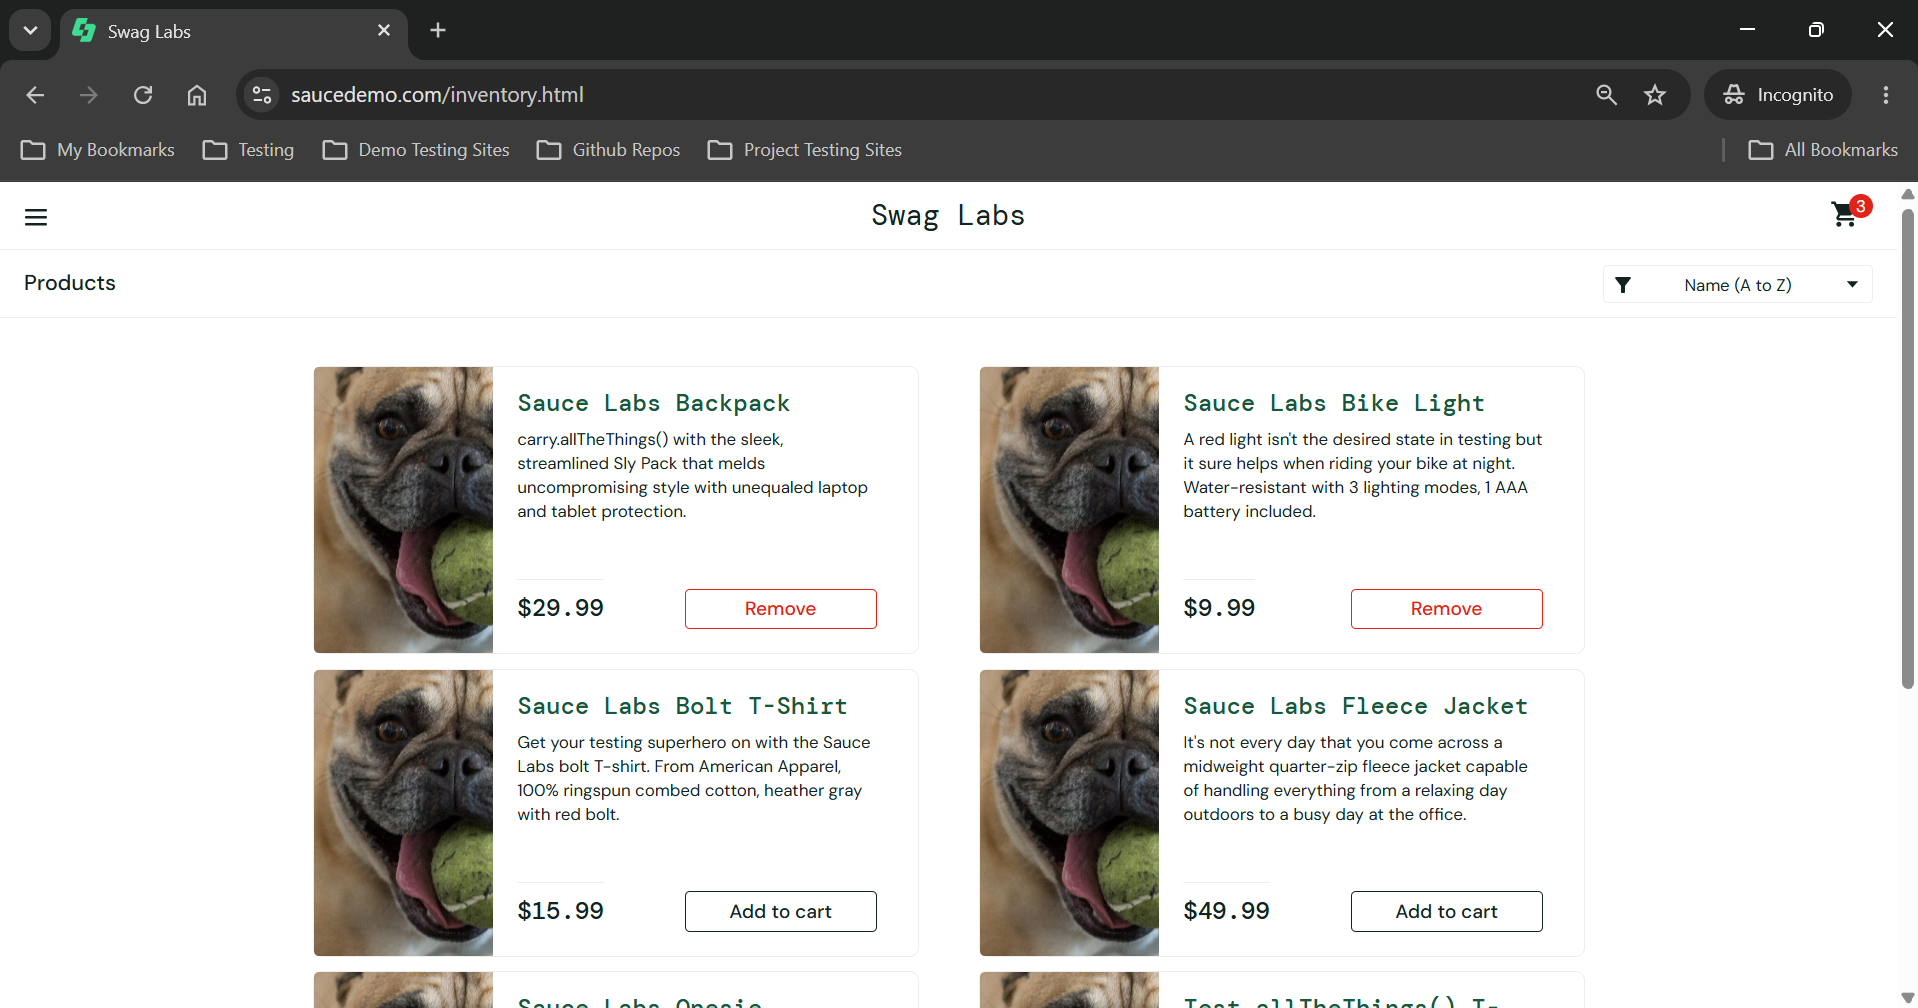 Swag Labs
saucedemo.com/inventory.html
Incognito
My Bookmarks
Testing
Demo Testing Sites
Github Repos
Project Testing Sites
All Bookmarks
Swag Labs
3
Products
Name (A to Z)
Sauce Labs Backpack
carry.allTheThings() with the sleek,
streamlined Sly Pack that melds
uncompromising style with unequaled laptop
and tablet protection.
$29.99
Remove
Sauce Labs Bike Light
A red light isn't the desired state in testing but
it sure helps when riding your bike at night.
Water-resistant with 3 lighting modes, 1 AAA
battery included.
$9.99
Remove
Sauce Labs Bolt T-Shirt
Get your testing superhero on with the Sauce
Labs bolt T-shirt. From American Apparel,
100% ringspun combed cotton, heather gray
with red bolt.
$15.99
Add to cart
Sauce Labs Fleece Jacket
It's not every day that you come across a
midweight quarter-zip fleece jacket capable
of handling everything from a relaxing day
outdoors to a busy day at the office.
$49.99
Add to cart
Sauce Labs Onesie
Test.allTheThings() T-